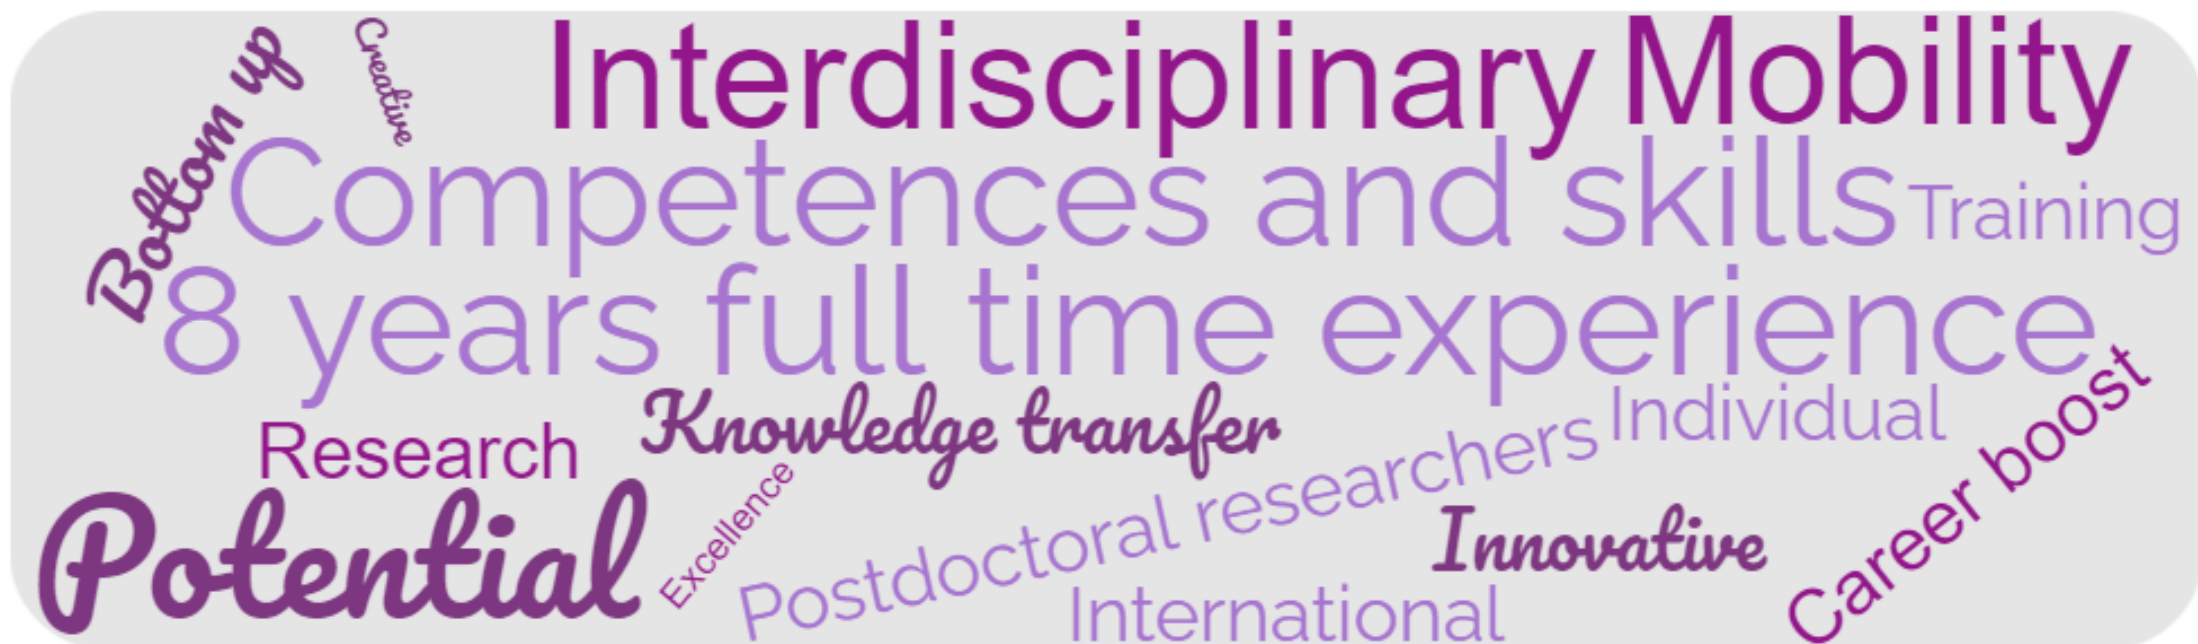 Bottom up
Creative
Interdisciplinary
Mobility
Competences and skills
Training
8 years full time experience
Research
Knowledge transfer
Individual
Career boost
Potential
Excellence
Postdoctoral researchers
Innovative
International